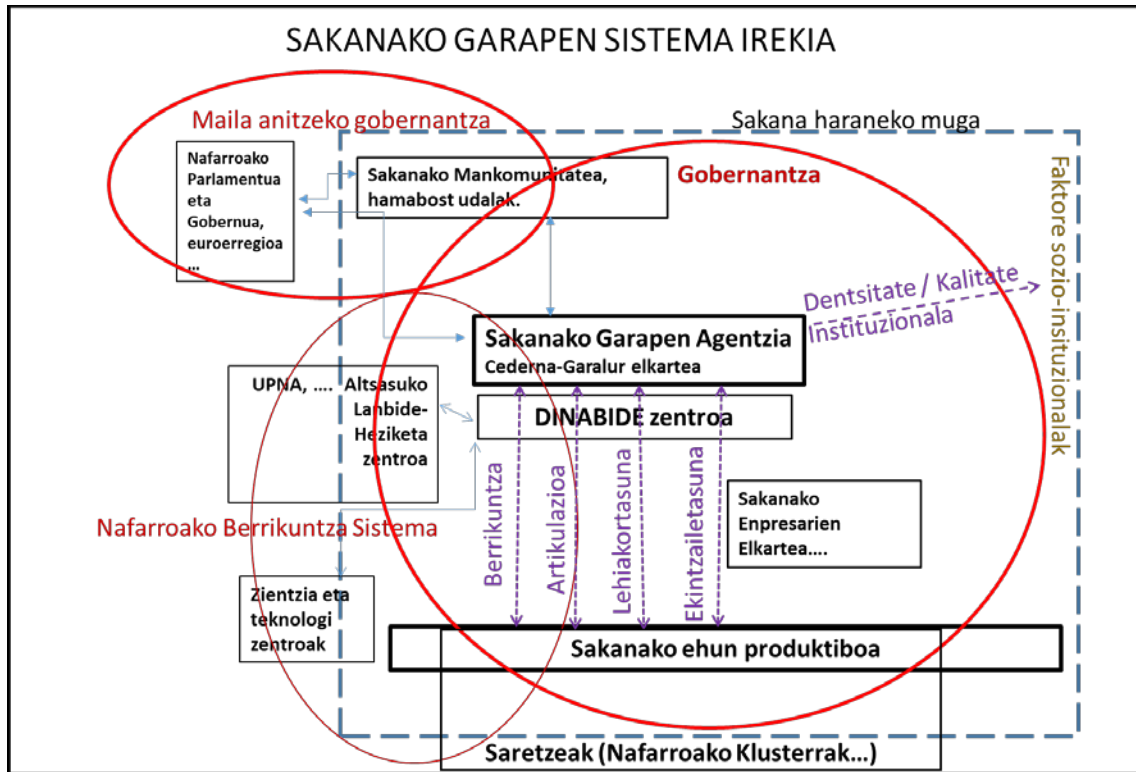 SAKANAKO GARAPEN SISTEMA IREKIA
Maila anitzeko gobernantza
Sakana haraneko muga
Nafarroako
Parlamentua
eta
Gobernua,
euroerregioa
...
Sakanako Mankomunitatea,
hamabost udalak.
Gobernantza
Faktore sozio-insituzionalak
Dentsitate / Kalitate
Instituzionala
Sakanako Garapen Agentzia
Cederna-Garalur elkartea
UPNA, .... Altsasuko
Lanbide-
Heziketa
zentroa
DINABIDE zentroa
Berrikuntza
Artikulazioa
Lehiakortasuna
Ekintzailetasuna
Sakanako
Enpresarien
Elkartea....
Nafarroako Berrikuntza Sistema
Zientzia eta
teknologi
zentroak
Sakanako ehun produktiboa
Saretzeak (Nafarroako Klusterrak...)